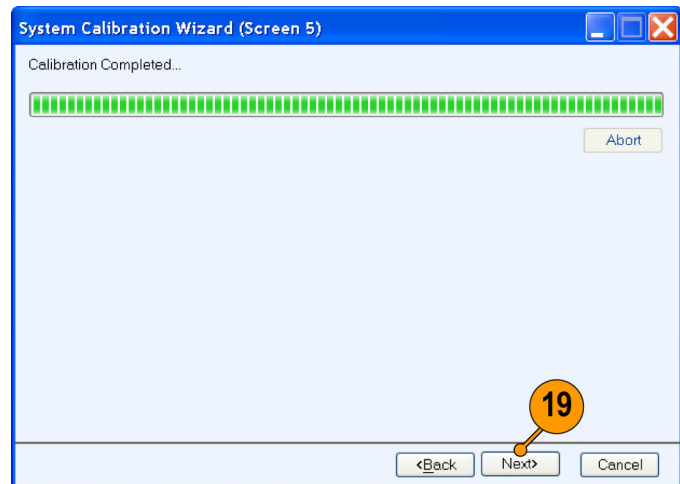 System Calibration Wizard (Screen 5)
Calibration Completed...
Abort
19
<Back Next> Cancel